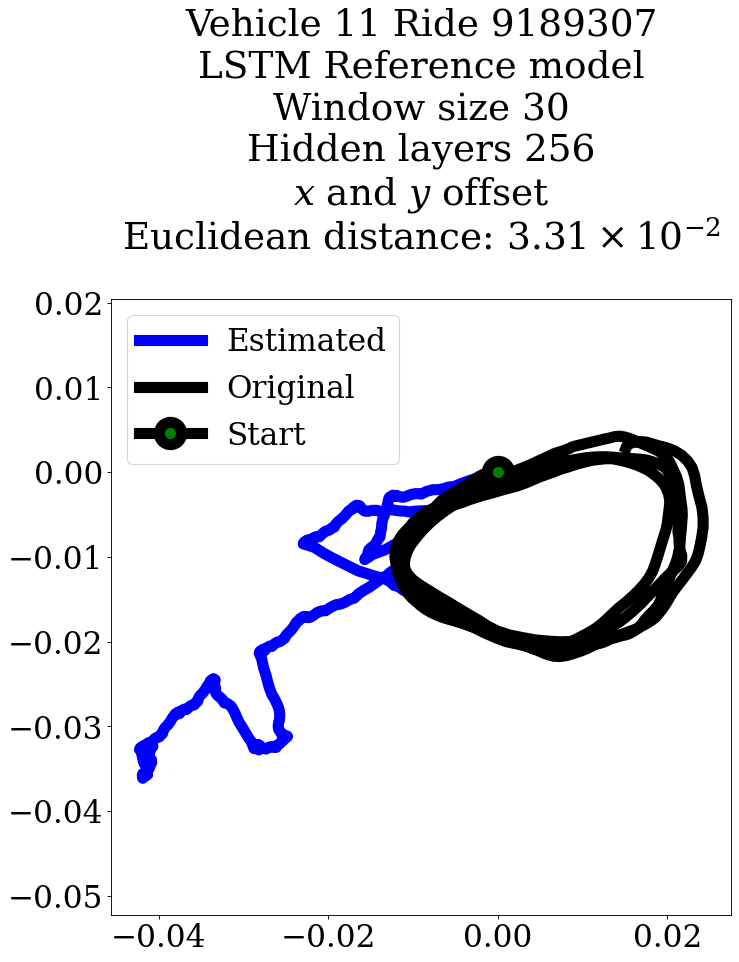 Vehicle 11 Ride 9189307
LSTM Reference model
Window size 30
Hidden layers 256
x and y offset
Euclidean distance: 3.31 × 10⁻²
0.02
0.01
0.00
−0.01
−0.02
−0.03
−0.04
−0.05
Estimated
Original
Start
−0.04
−0.02
0.00
0.02